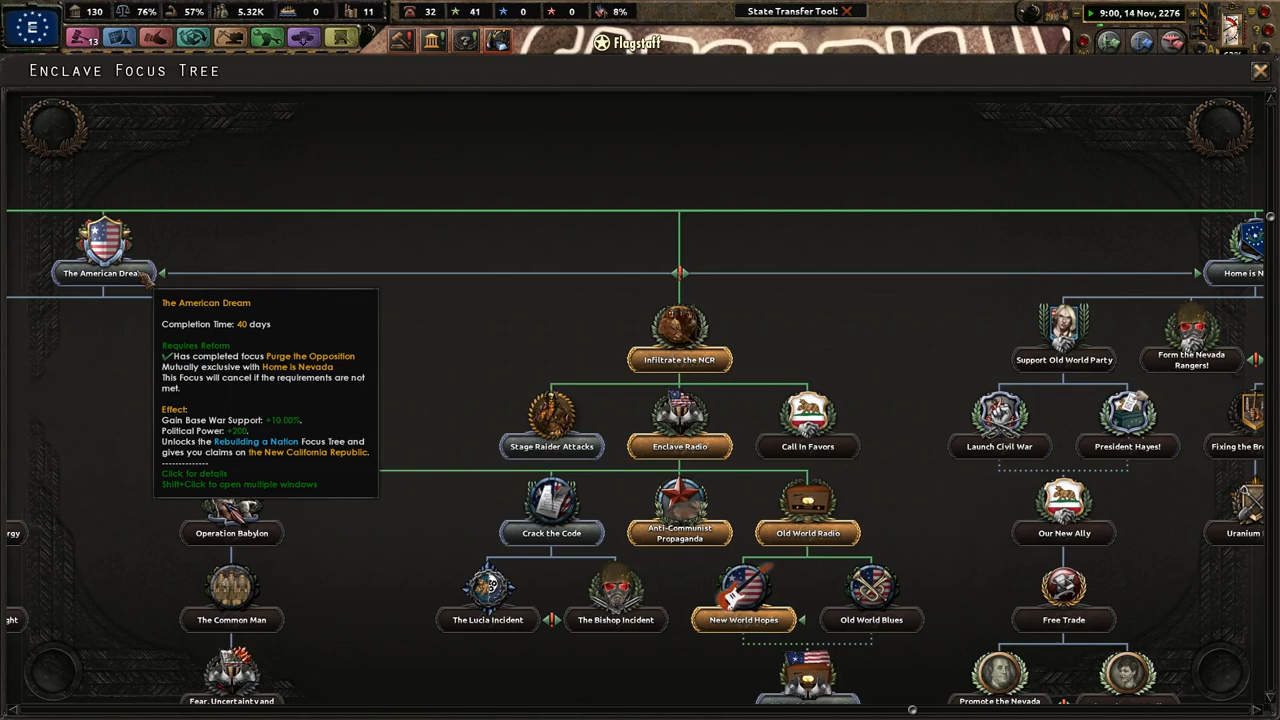 130
76%
57%
5.32K
0
11
32
41
0
0
8%
State Transfer Tool:
9:00, 14 Nov, 2276
E
13
Flagstaff
Enclave Focus Tree
The American Drea
Home is N
The American Dream
Completion Time: 40 days
Requires Reform
Has completed focus Purge the Opposition
Mutually exclusive with Home is Nevada
This Focus will cancel if the requirements are not
met.
Effect:
Gain Base War Support: +10.00%.
Political Power: +200.
Unlocks the Rebuilding a Nation Focus Tree and
gives you claims on the New California Republic.
-------------
Click for details
Shift+Click to open multiple windows
Infiltrate the NCR
Support Old World Party
Form the Nevada
Rangers!
Stage Raider Attacks
Enclave Radio
Call In Favors
Launch Civil War
President Hayes!
Fixing the Br
rgy
Operation Babylon
Crack the Code
Anti-Communist
Propaganda
Old World Radio
Our New Ally
Uranium
ght
The Common Man
The Lucia Incident
The Bishop Incident
New World Hopes
Old World Blues
Free Trade
Fear, Uncertainty and
Promote the Nevada